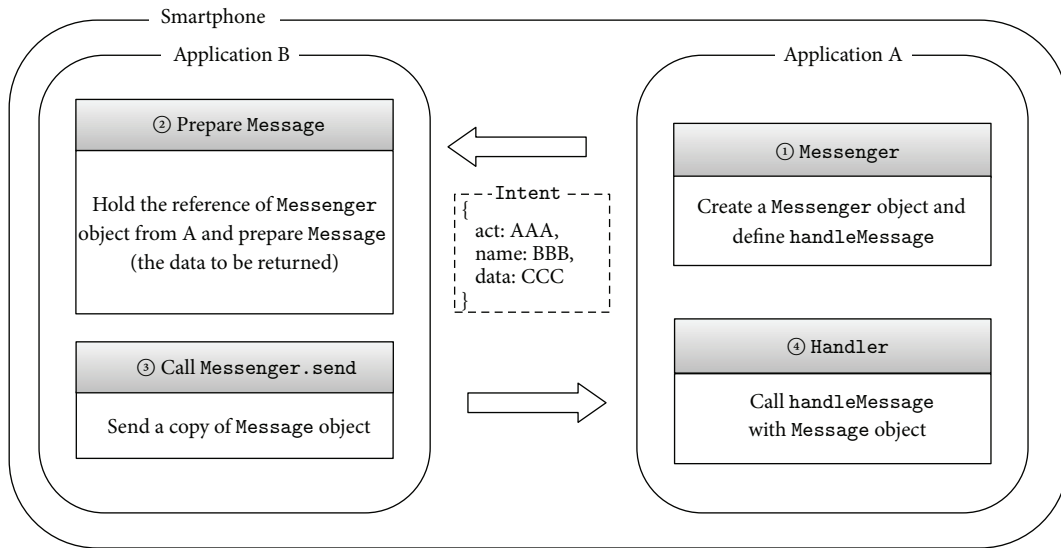 Smartphone
Application B
② Prepare Message
Hold the reference of Messenger
object from A and prepare Message
(the data to be returned)
③ Call Messenger.send
Send a copy of Message object
Intent
{
act: AAA,
name: BBB,
data: CCC
}
Application A
① Messenger
Create a Messenger object and
define handleMessage
④ Handler
Call handleMessage
with Message object